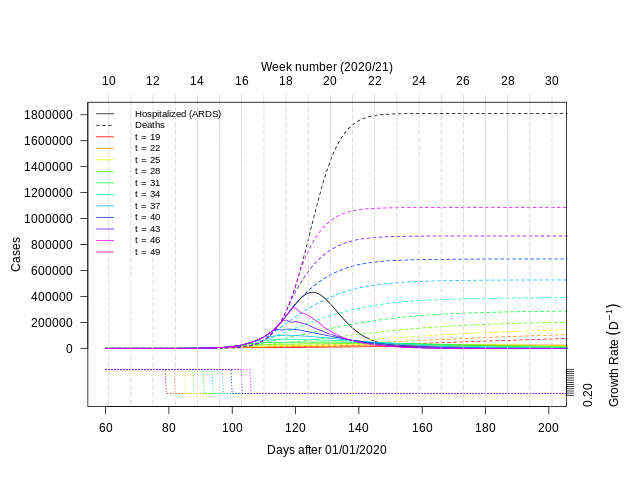 Week number (2020/21)
10 12 14 16 18 20 22 24 26 28 30
Hospitalized (ARDS)
Deaths
t = 19
t = 22
t = 25
t = 28
t = 31
t = 34
t = 37
t = 40
t = 43
t = 46
t = 49
1800000
1600000
1400000
1200000
1000000
800000
600000
400000
200000
0
Cases
0.20
Growth Rate (D⁻¹)
60 80 100 120 140 160 180 200
Days after 01/01/2020